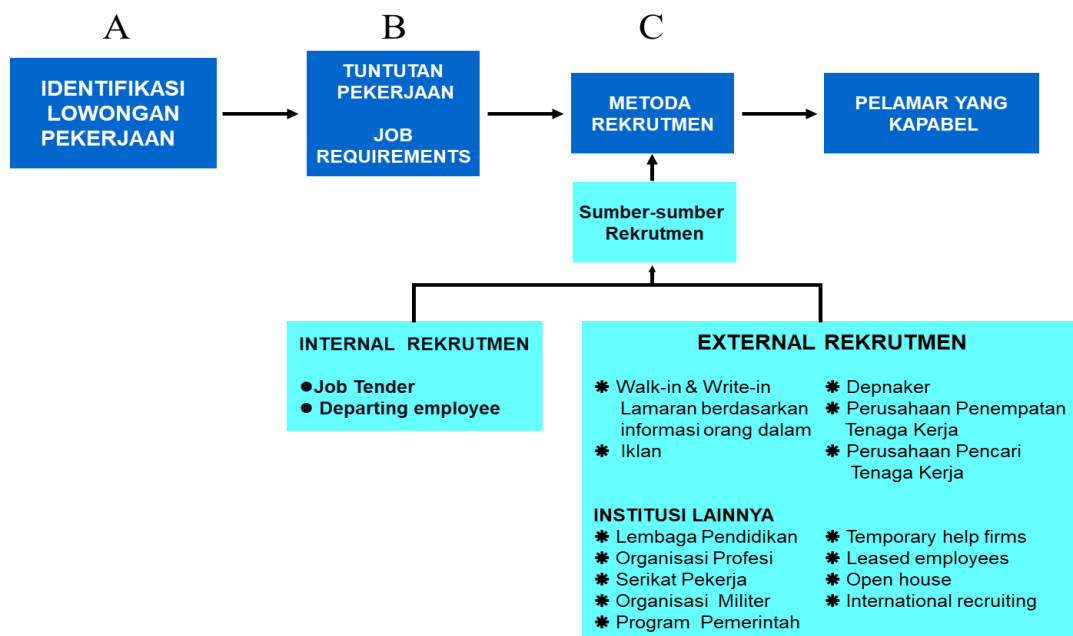 A
B
C
IDENTIFIKASI
LOWONGAN
PEKERJAAN
TUNTUTAN
PEKERJAAN
JOB
REQUIREMENTS
METODA
REKRUTMEN
PELAMAR YANG
KAPABEL
Sumber-sumber
Rekrutmen
INTERNAL REKRUTMEN
● Job Tender
● Departing employee
EXTERNAL REKRUTMEN
✱ Walk-in & Write-in
Lamaran berdasarkan
informasi orang dalam
✱ Iklan
✱ Depnaker
✱ Perusahaan Penempatan
Tenaga Kerja
✱ Perusahaan Pencari
Tenaga Kerja
INSTITUSI LAINNYA
✱ Lembaga Pendidikan
✱ Organisasi Profesi
✱ Serikat Pekerja
✱ Organisasi Militer
✱ Program Pemerintah
✱ Temporary help firms
✱ Leased employees
✱ Open house
✱ International recruiting